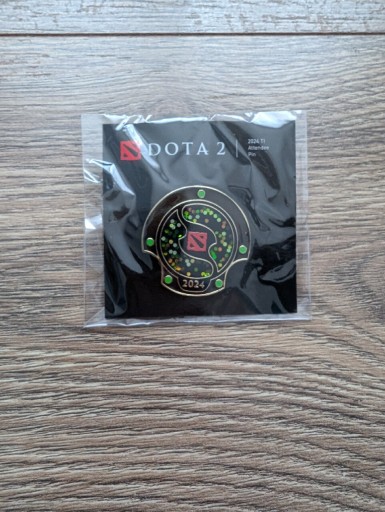 DOTA 2
2024 TI
Attendee
Pin
2024